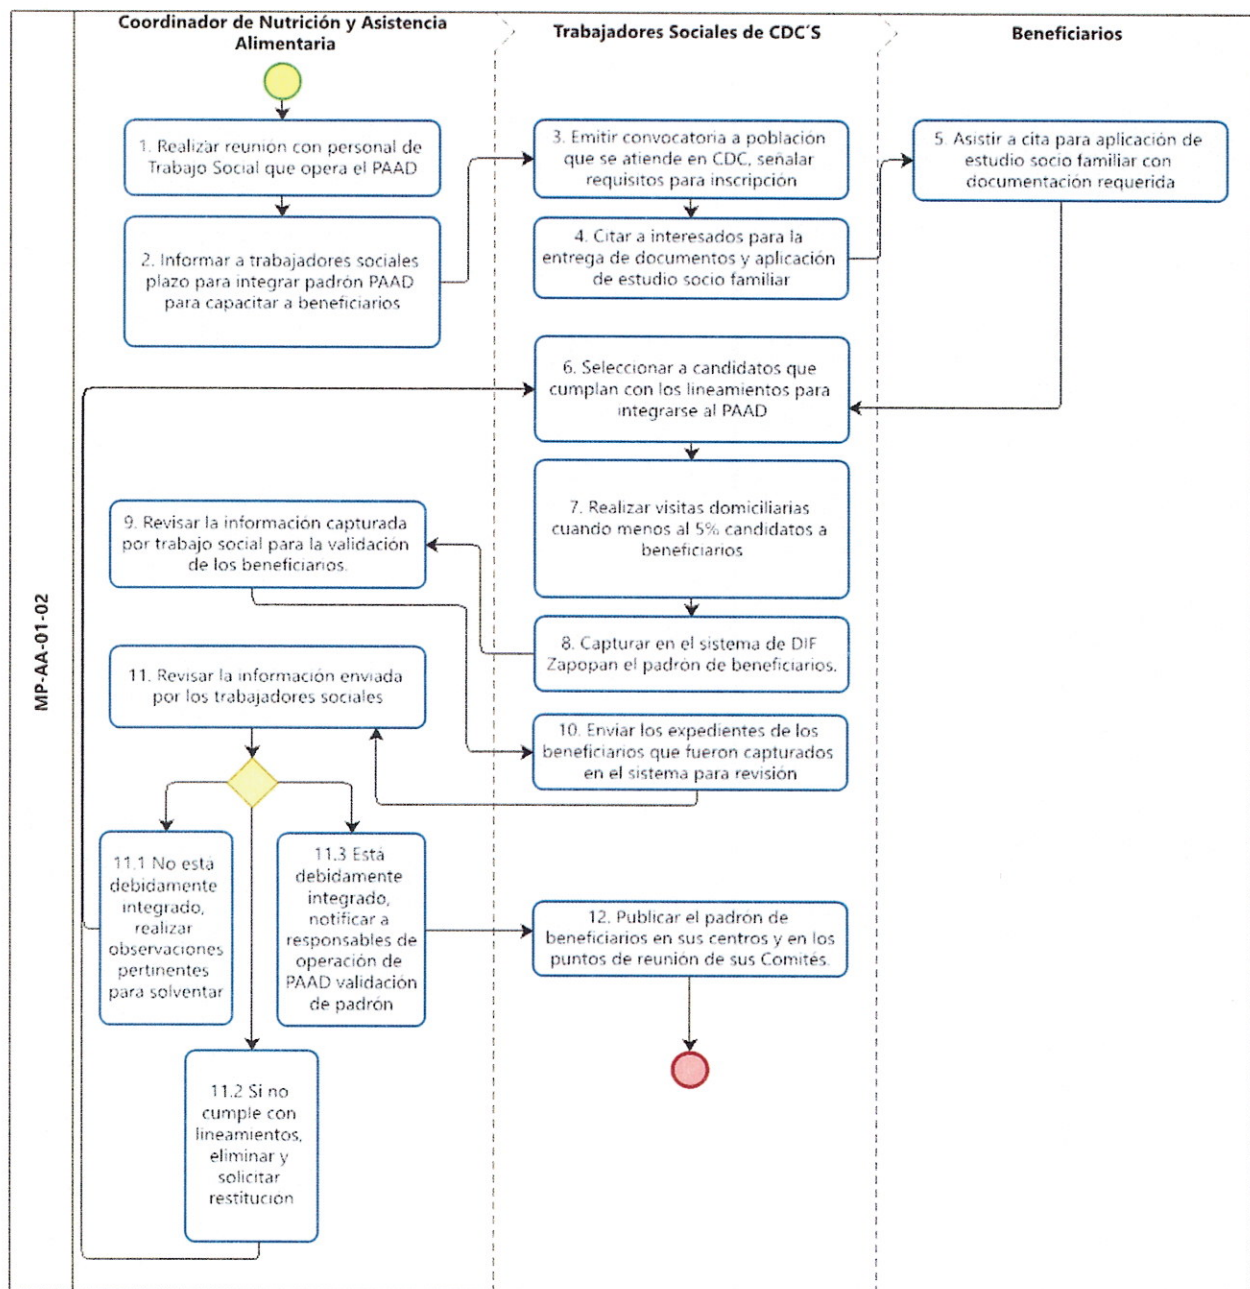 Coordinador de Nutrición y Asistencia
Alimentaria
Trabajadores Sociales de CDC´S
Beneficiarios
MP-AA-01-02
1. Realizar reunión con personal de
Trabajo Social que opera el PAAD
2. Informar a trabajadores sociales
plazo para integrar padrón PAAD
para capacitar a beneficiarios
3. Emitir convocatoria a población
que se atiende en CDC, señalar
requisitos para inscripción
4. Citar a interesados para la
entrega de documentos y aplicación
de estudio socio familiar
5. Asistir a cita para aplicación de
estudio socio familiar con
documentación requerida
6. Seleccionar a candidatos que
cumplan con los lineamientos para
integrarse al PAAD
7. Realizar visitas domiciliarias
cuando menos al 5% candidatos a
beneficiarios
8. Capturar en el sistema de DIF
Zapopan el padrón de beneficiarios.
9. Revisar la información capturada
por trabajo social para la validación
de los beneficiarios.
10. Enviar los expedientes de los
beneficiarios que fueron capturados
en el sistema para revisión
11. Revisar la información enviada
por los trabajadores sociales
11.1 No está
debidamente
integrado,
realizar
observaciones
pertinentes
para solventar
11.3 Está
debidamente
integrado,
notificar a
responsables de
operación de
PAAD validación
de padrón
11.2 Si no
cumple con
lineamientos,
eliminar y
solicitar
restitución
12. Publicar el padrón de
beneficiarios en sus centros y en los
puntos de reunión de sus Comités.